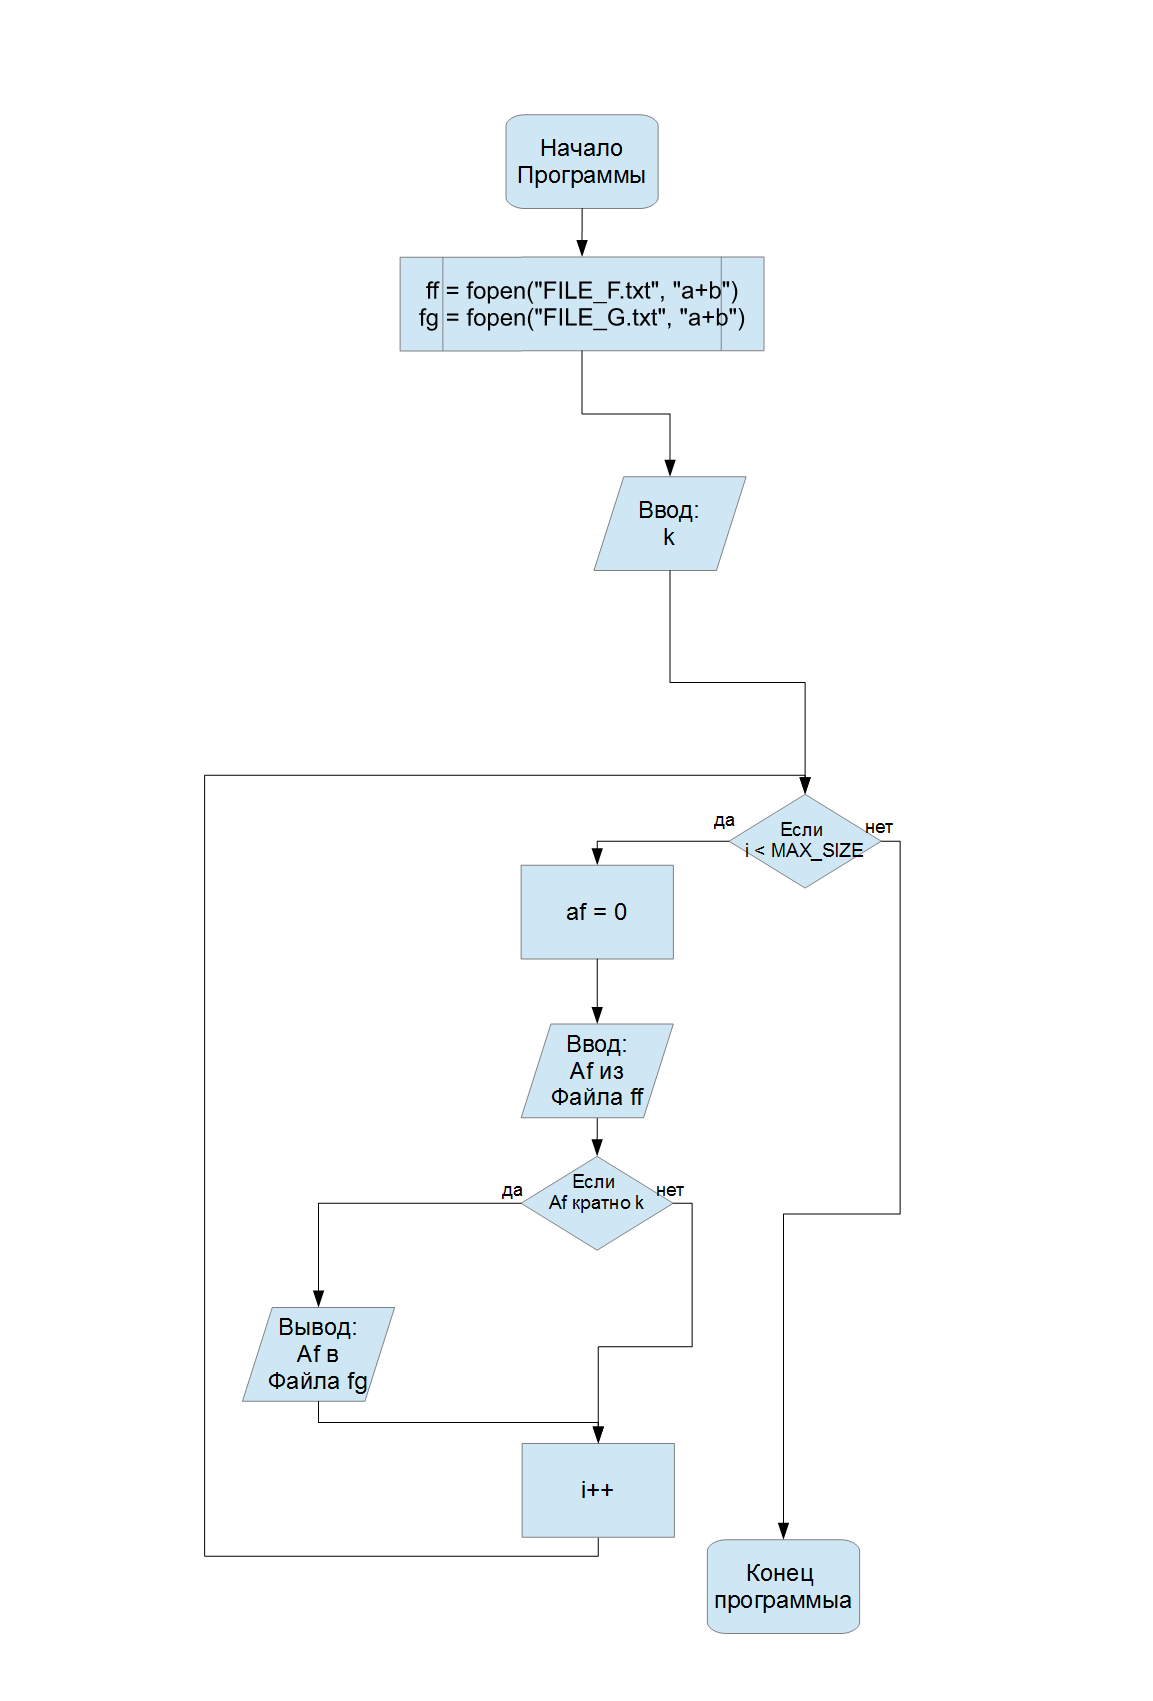 Начало
Программы
ff = fopen("FILE_F.txt", "a+b")
fg = fopen("FILE_G.txt", "a+b")
Ввод:
k
да
Если
i < MAX_SIZE
нет
af = 0
Ввод:
Af из
Файла ff
да
Если
Af кратно k
нет
Вывод:
Af в
Файла fg
i++
Конец
программыа